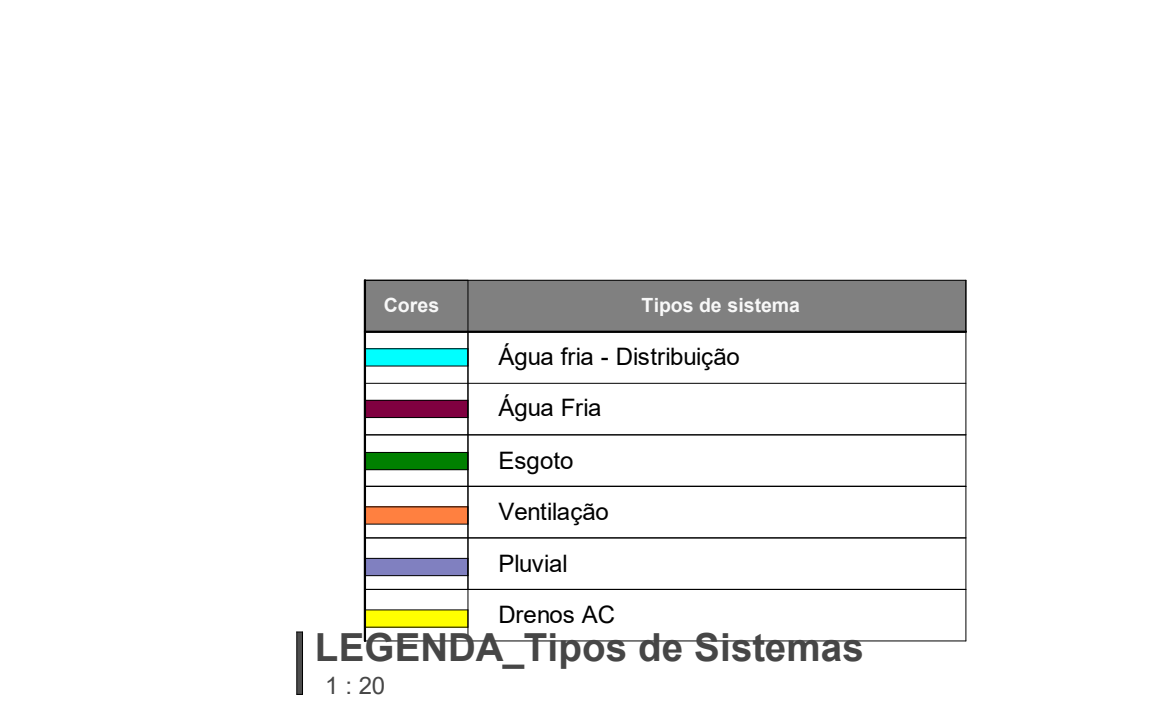 Cores Tipos de sistema
Água fria - Distribuição
Água Fria
Esgoto
Ventilação
Pluvial
Drenos AC
LEGENDA_Tipos de Sistemas
1 : 20